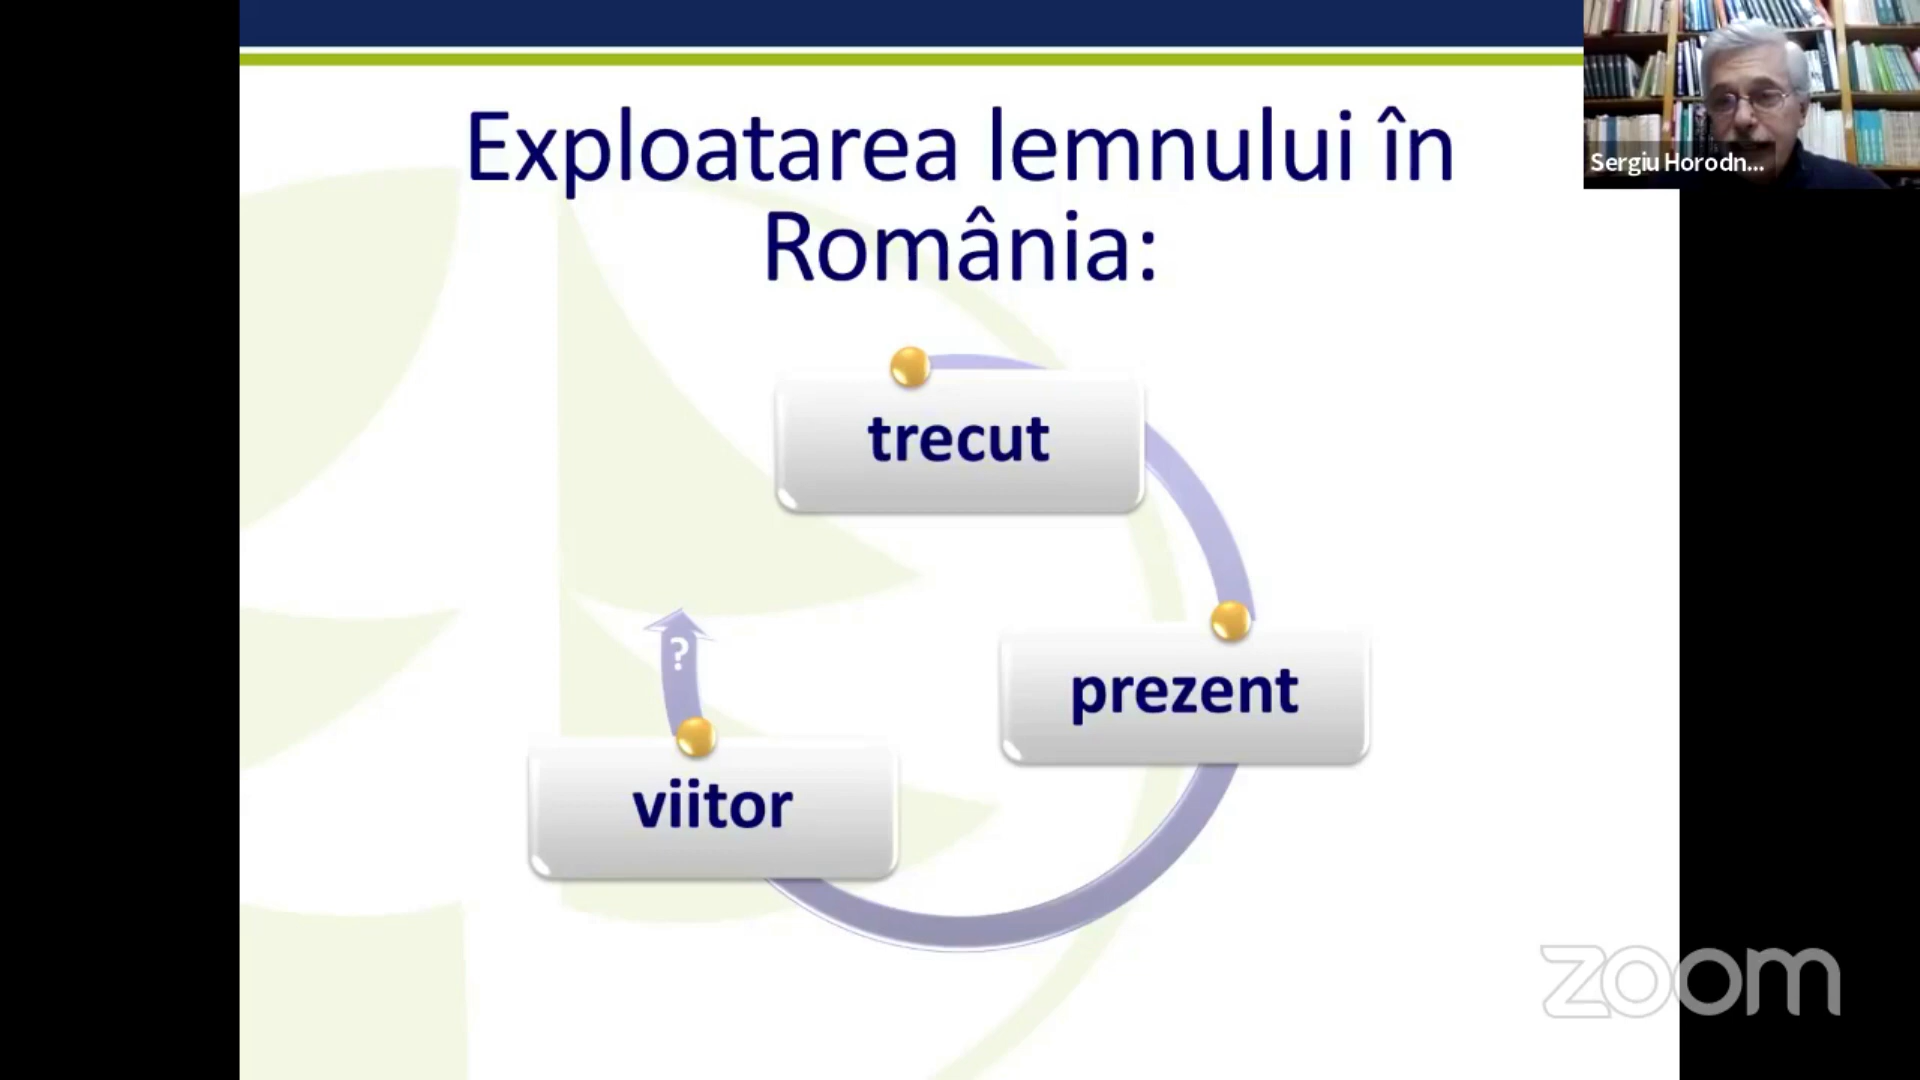 Exploatarea lemnului în
România:
Sergiu Horodn...
trecut
prezent
?
viitor
zoom